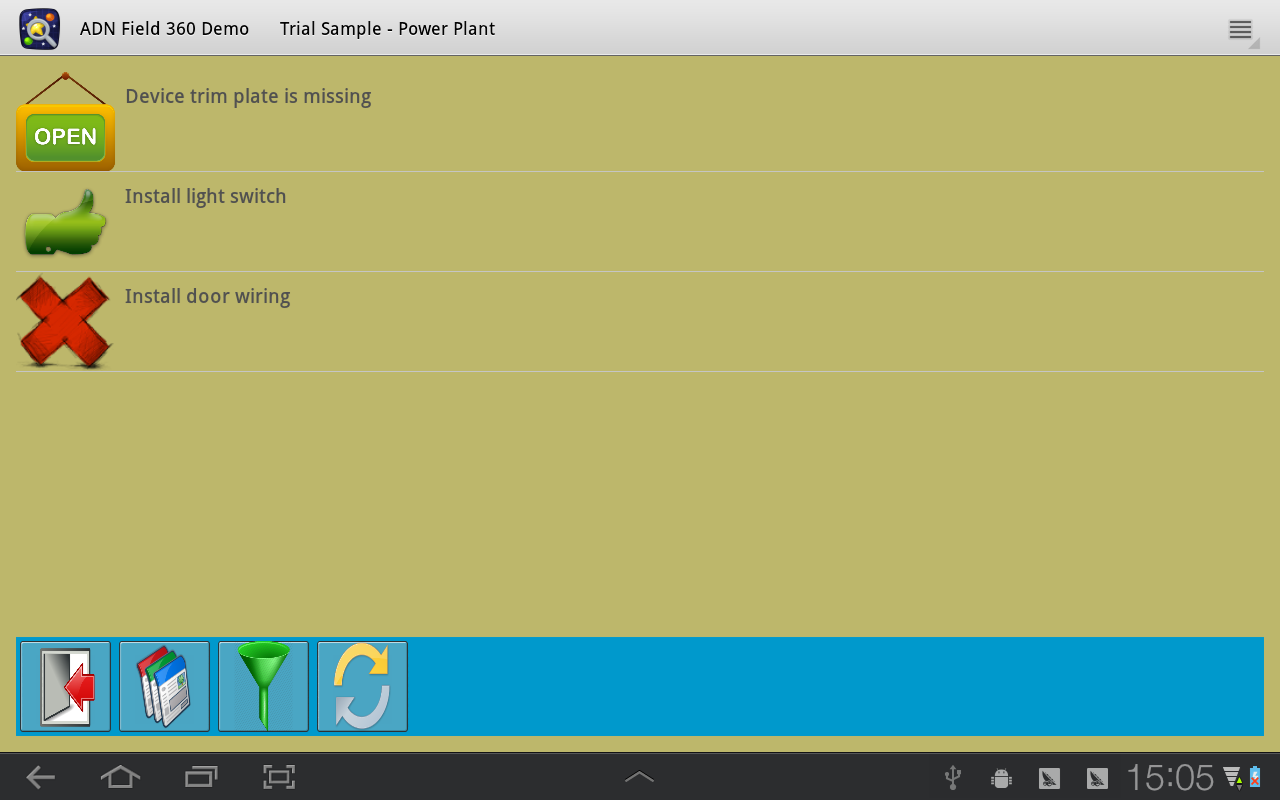 ADN Field 360 Demo Trial Sample - Power Plant
Device trim plate is missing
OPEN
Install light switch
Install door wiring
15:05